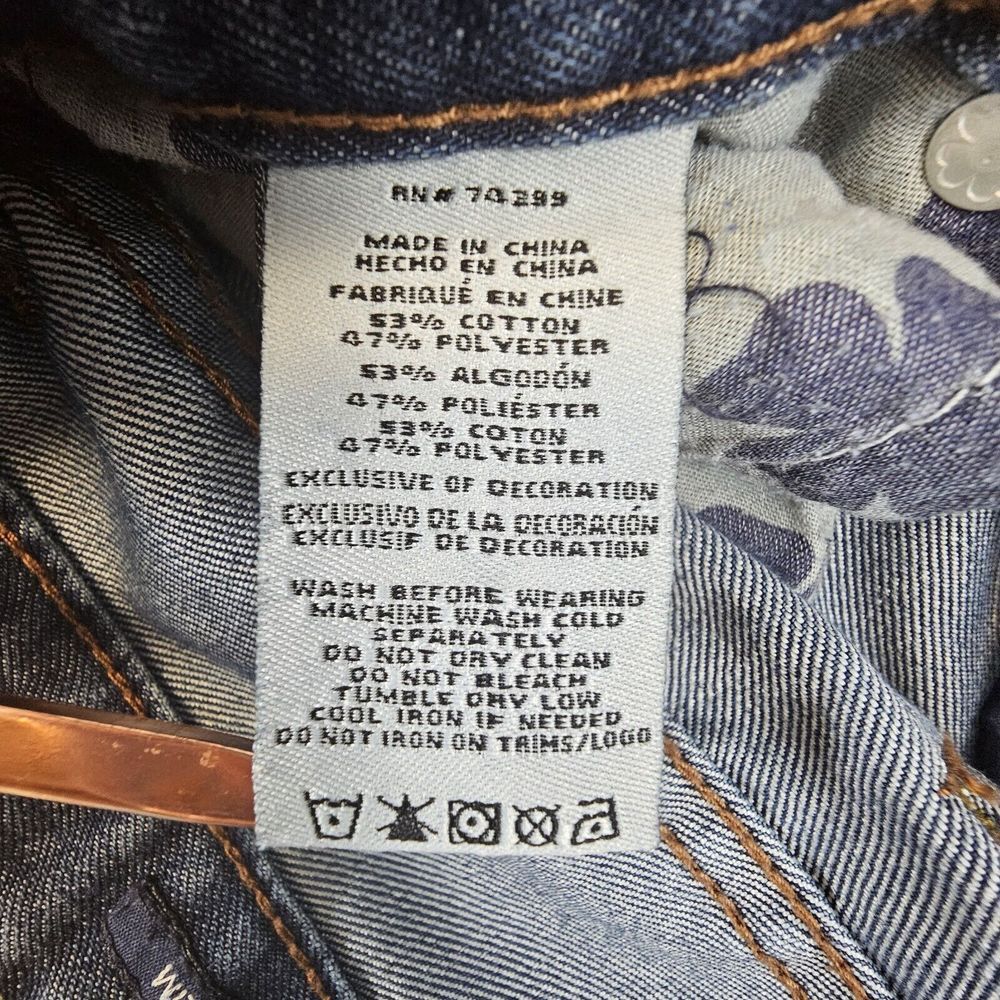 RN# 74299
MADE IN CHINA
HECHO EN CHINA
FABRIQUÉ EN CHINE
53% COTTON
47% POLYESTER
53% ALGODÓN
47% POLIÉSTER
53% COTON
47% POLYESTER
EXCLUSIVE OF DECORATION
EXCLUSIVO DE LA DECORACIÓN
EXCLUSIF DE DECORATION
WASH BEFORE WEARING
MACHINE WASH COLD
SEPARATELY
DO NOT DRY CLEAN
DO NOT BLEACH
TUMBLE DRY LOW
COOL IRON IF NEEDED
DO NOT IRON ON TRIMS/LOGO